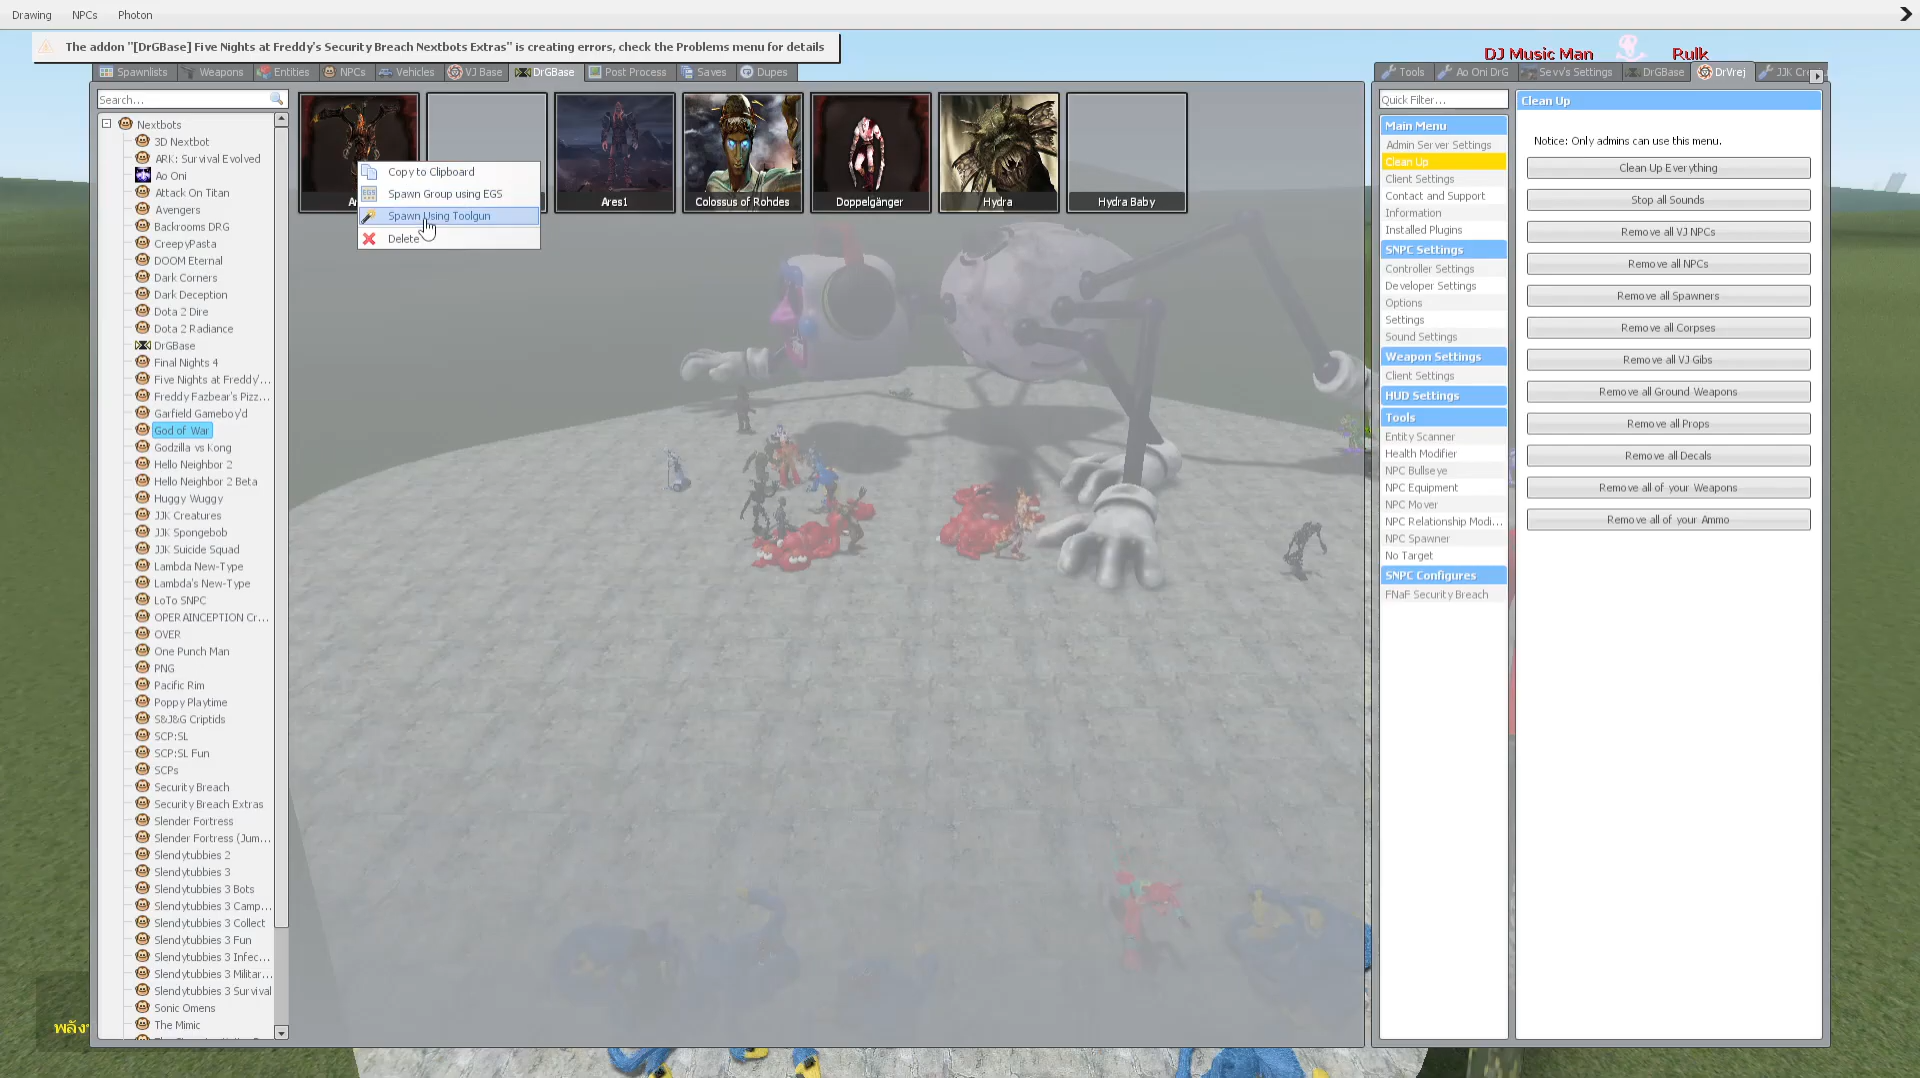 Drawing NPCs Photon
The addon "[DrGBase] Five Nights at Freddy's Security Breach Nextbots Extras" is creating errors, check the Problems menu for details
DJ Music Man Rulk
Spawnlists Weapons Entities NPCs Vehicles VJ Base DrGBase Post Process Saves Dupes
Tools Ao Oni DrG Sevv's Settings DrGBase DrVrej JJK Cre
Search...
Nextbots
3D Nextbot
ARK: Survival Evolved
Ao Oni
Attack On Titan
Avengers
Backrooms DRG
CreepyPasta
DOOM Eternal
Dark Corners
Dark Deception
Dota 2 Dire
Dota 2 Radiance
DrGBase
Final Nights 4
Five Nights at Freddy'...
Freddy Fazbear's Pizz...
Garfield Gameboy'd
God of War
Godzilla vs Kong
Hello Neighbor 2
Hello Neighbor 2 Beta
Huggy Wuggy
JJK Creatures
JJK Spongebob
JJK Suicide Squad
Lambda New-Type
Lambda's New-Type
LoTo SNPC
OPERAINCEPTION Cr...
OVER
One Punch Man
PNG
Pacific Rim
Poppy Playtime
S&J&G Criptids
SCP:SL
SCP:SL Fun
SCPs
Security Breach
Security Breach Extras
Slender Fortress
Slender Fortress (Jum...
Slendytubbies 2
Slendytubbies 3
Slendytubbies 3 Bots
Slendytubbies 3 Camp...
Slendytubbies 3 Collect
Slendytubbies 3 Fun
Slendytubbies 3 Infec...
Slendytubbies 3 Militar...
Slendytubbies 3 Survival
Sonic Omens
The Mimic
พลัง
Copy to Clipboard
Spawn Group using EGS
Spawn Using Toolgun
Delete
Ares1
Colossus of Rohdes
Doppelgänger
Hydra
Hydra Baby
Quick Filter...
Main Menu
Admin Server Settings
Clean Up
Client Settings
Contact and Support
Information
Installed Plugins
SNPC Settings
Controller Settings
Developer Settings
Options
Settings
Sound Settings
Weapon Settings
Client Settings
HUD Settings
Tools
Entity Scanner
Health Modifier
NPC Bullseye
NPC Equipment
NPC Mover
NPC Relationship Modi...
NPC Spawner
No Target
SNPC Configures
FNaF Security Breach
Clean Up
Notice: Only admins can use this menu.
Clean Up Everything
Stop all Sounds
Remove all VJ NPCs
Remove all NPCs
Remove all Spawners
Remove all Corpses
Remove all VJ Gibs
Remove all Ground Weapons
Remove all Props
Remove all Decals
Remove all of your Weapons
Remove all of your Ammo